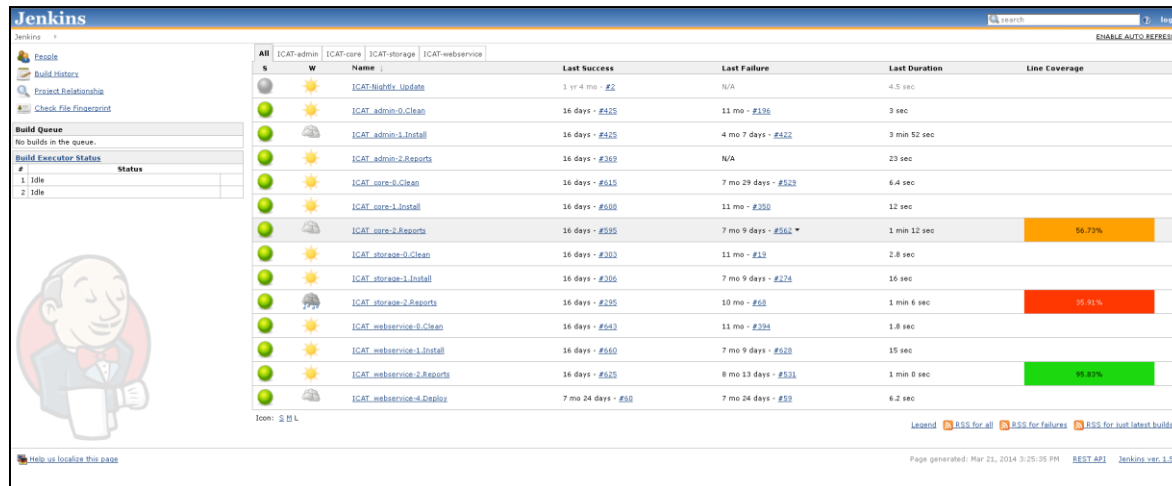 Jenkins
search
log
Jenkins
ENABLE AUTO REFRES
People
Build History
Project Relationship
Check File Fingerprint
Build Queue
No builds in the queue.
Build Executor Status
# Status
1 Idle
2 Idle
All ICAT-admin ICAT-core ICAT-storage ICAT-webservice
S W Name ↓ Last Success Last Failure Last Duration Line Coverage
ICAT-Nightly_Update 1 yr 4 mo - #2 N/A 4.5 sec
ICAT_admin-0.Clean 16 days - #425 11 mo - #196 3 sec
ICAT_admin-1.Install 16 days - #425 4 mo 7 days - #422 3 min 52 sec
ICAT_admin-2.Reports 16 days - #369 N/A 23 sec
ICAT_core-0.Clean 16 days - #615 7 mo 29 days - #529 6.4 sec
ICAT_core-1.Install 16 days - #608 11 mo - #350 12 sec
ICAT_core-2.Reports 16 days - #595 7 mo 9 days - #562 1 min 12 sec 56.73%
ICAT_storage-0.Clean 16 days - #303 11 mo - #19 2.8 sec
ICAT_storage-1.Install 16 days - #306 7 mo 9 days - #274 16 sec
ICAT_storage-2.Reports 16 days - #295 10 mo - #68 1 min 6 sec 35.91%
ICAT_webservice-0.Clean 16 days - #643 11 mo - #394 1.8 sec
ICAT_webservice-1.Install 16 days - #660 7 mo 9 days - #628 15 sec
ICAT_webservice-2.Reports 16 days - #625 8 mo 13 days - #531 1 min 0 sec 95.83%
ICAT_webservice-4.Deploy 7 mo 24 days - #60 7 mo 24 days - #59 6.2 sec
Icon: S M L
Legend RSS for all RSS for failures RSS for just latest builds
Help us localize this page
Page generated: Mar 21, 2014 3:25:35 PM REST API Jenkins ver. 1.5